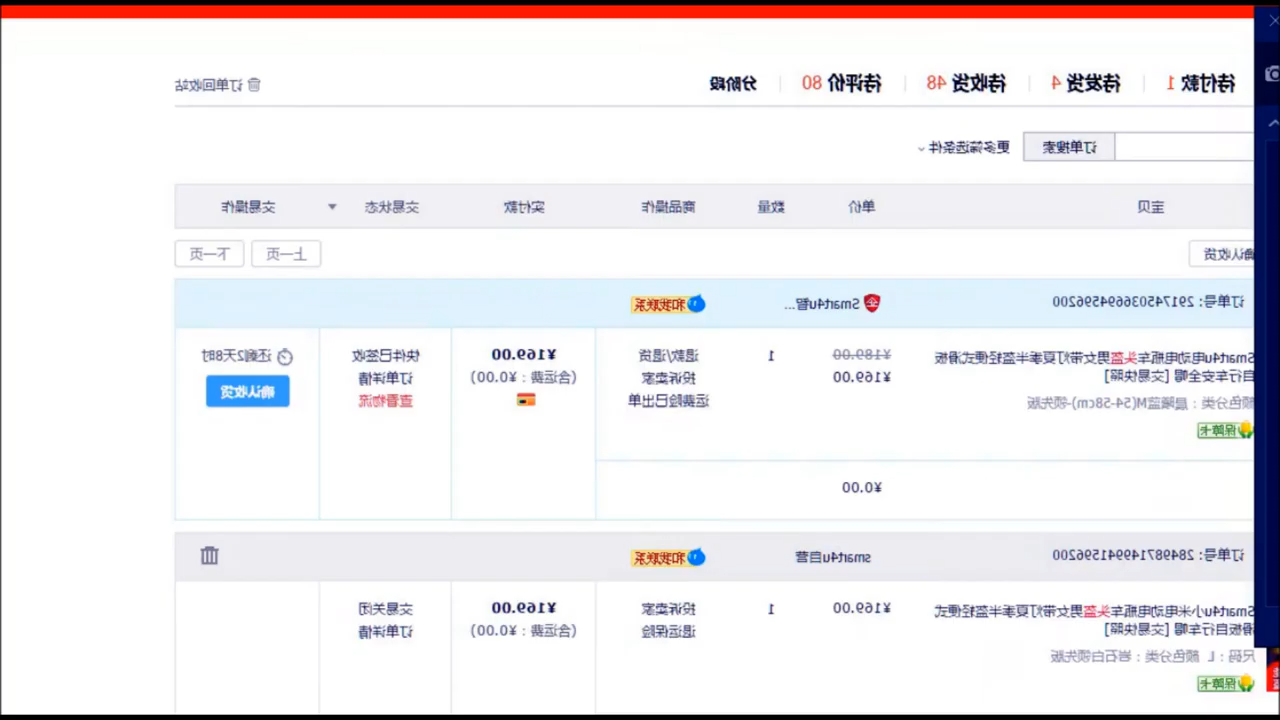 待付款 1 待发货 4 待收货 48 待评价 80 分阶段 订单回收站
订单搜索 更多筛选条件
宝贝 单价 数量 商品操作 实付款 交易状态 交易操作
确认收货 上一页 下一页
订单号: 2917450366994596200 Smart4u智... 和我联系
Smart4u电动电瓶车头盔男女带灯夏季半盔轻便式滑板 ¥189.00 1 退款/退货 ¥169.00 快件已签收 还剩2天8时
自行车安全帽 [交易快照] ¥169.00 投诉卖家 (含运费：¥0.00) 订单详情 确认收货
颜色分类：星曜蓝M(54-58cm)-领先版 运费险已出单 查看物流
保障卡
¥0.00
订单号: 2849871499941596200 smart4u自营 和我联系
Smart4u小米电动电瓶车头盔男女带灯夏季半盔轻便式 ¥169.00 1 投诉卖家 ¥169.00 交易关闭
滑板自行车帽 [交易快照] 退运保险 (含运费：¥0.00) 订单详情
尺码：L 颜色分类：岩石白领先版
保障卡